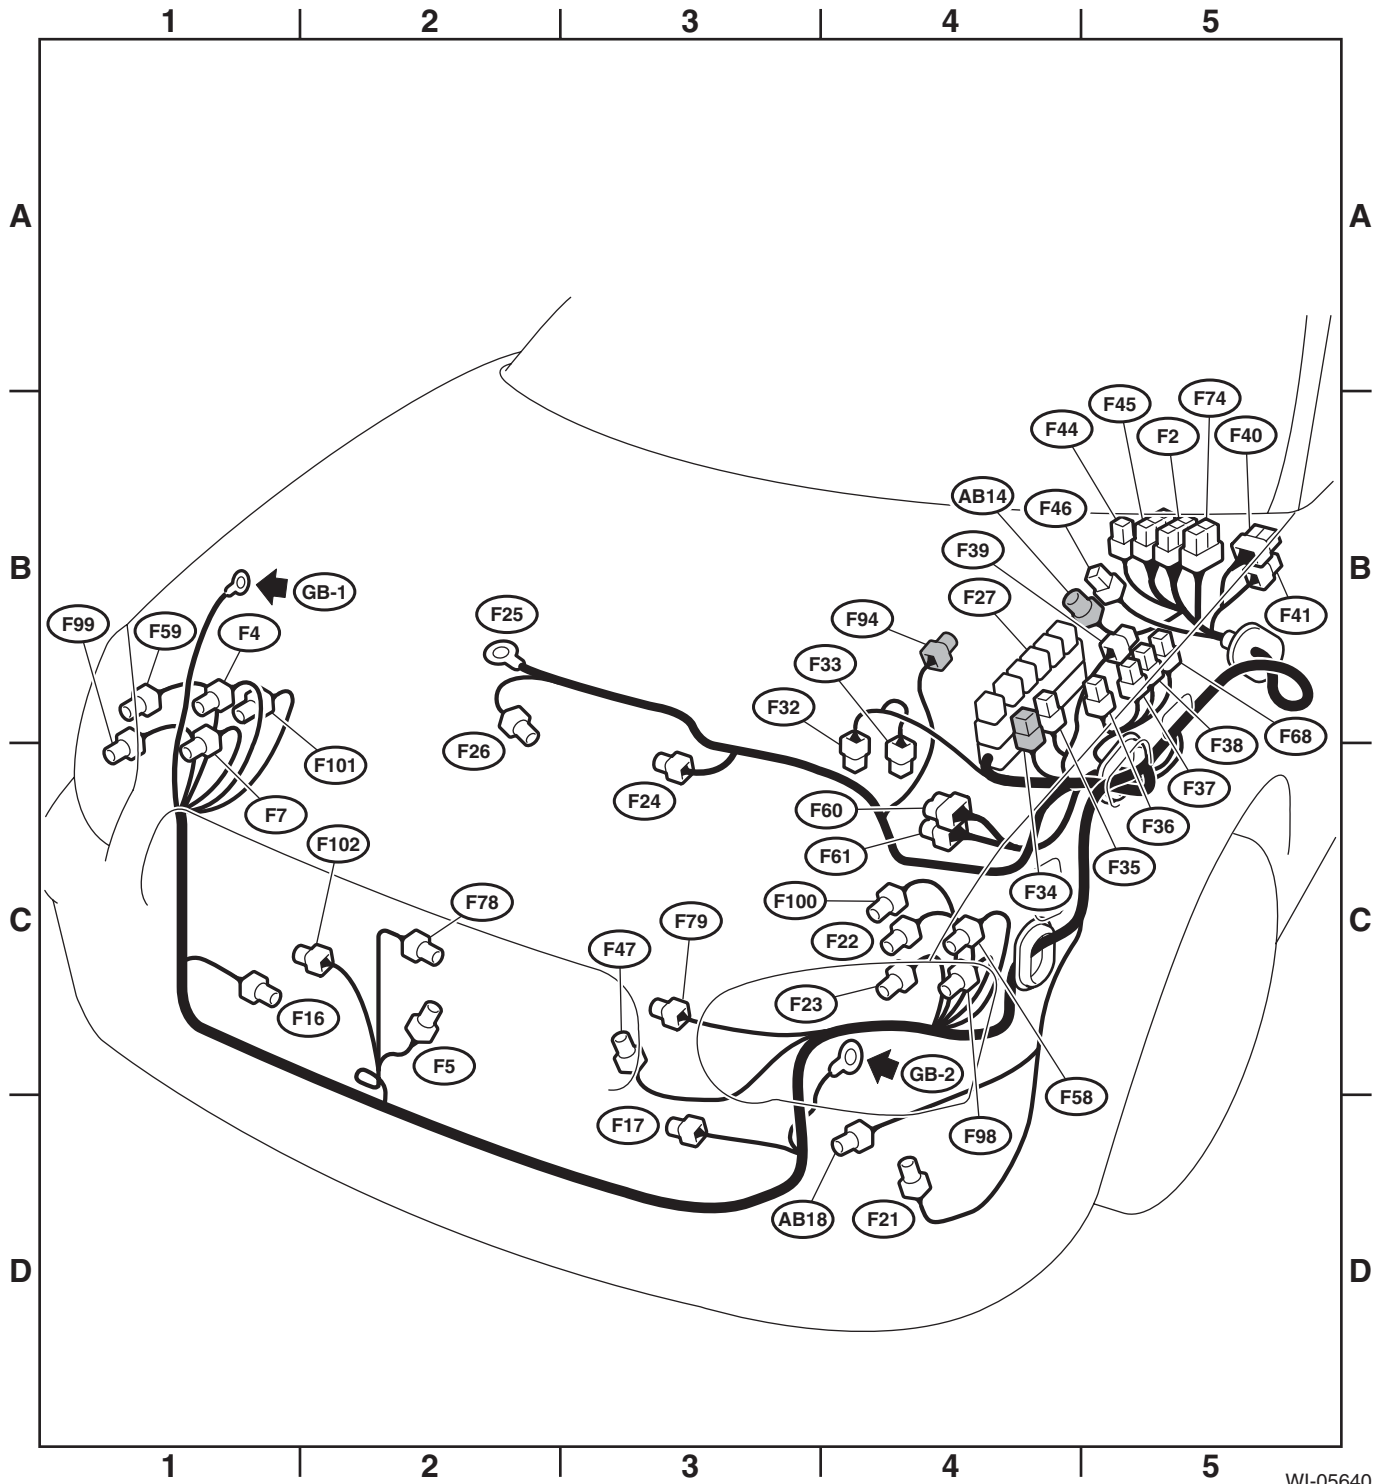 1 2 3 4 5
A A
F45 F74
F44 F2 F40
AB14 F46
F39
B B
GB-1 F27
F25 F41
F99 F59 F4 F94
F33
F32
F26 F101 F38 F68
F24 F37
F7 F60 F36
F102 F61 F35
F34
F78 F100
C C
F79
F47 F22
F16 F23
F5 GB-2
F58
F17 F98
AB18 F21
D D
1 2 3 4 5
WI-05640